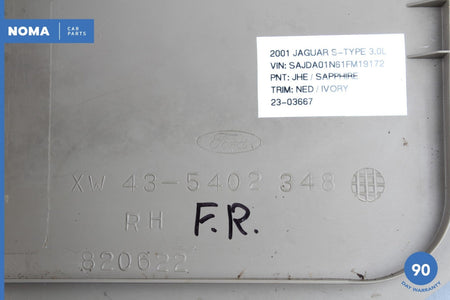 NOMA CAR PARTS
2001 JAGUAR S-TYPE 3.0L
VIN: SAJDA01N61FM19172
PNT: JHE / SAPPHIRE
TRIM: NED / IVORY
23-03667
Ford
XW 43-5402 348
RH F.R.
820622
90
DAY WARRANTY